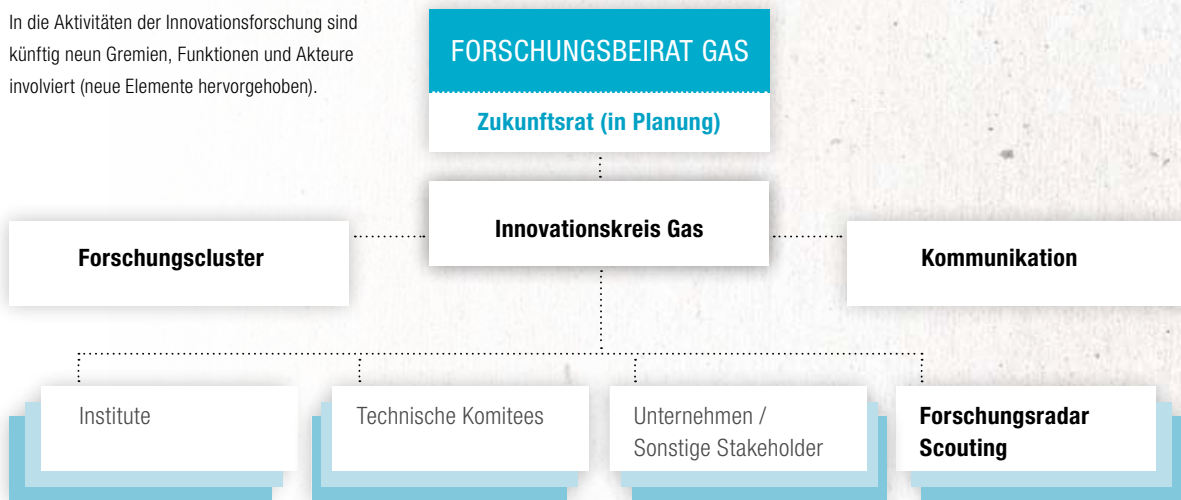 In die Aktivitäten der Innovationsforschung sind
künftig neun Gremien, Funktionen und Akteure
involviert (neue Elemente hervorgehoben).
FORSCHUNGSBEIRAT GAS
Zukunftsrat (in Planung)
Innovationskreis Gas
Forschungscluster
Kommunikation
Institute
Technische Komitees
Unternehmen /
Sonstige Stakeholder
Forschungsradar
Scouting